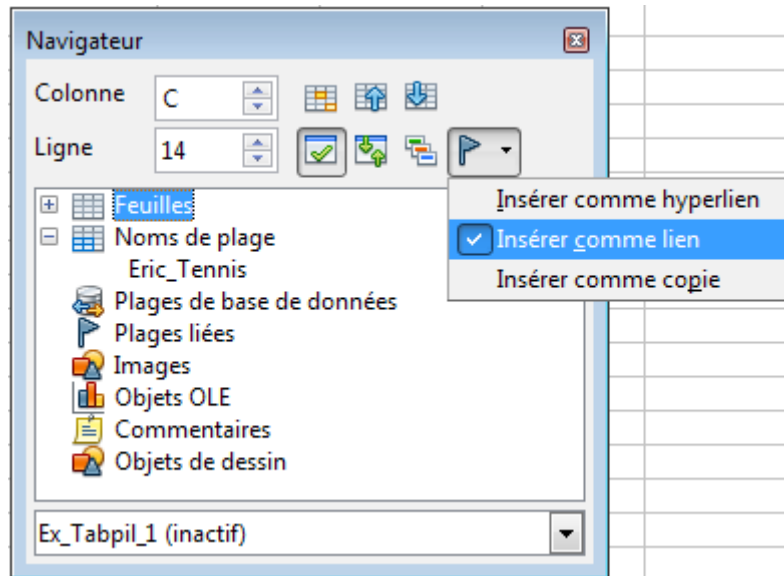 Navigateur
Colonne C
Ligne 14
Insérer comme hyperlien
Insérer comme lien
Insérer comme copie
Feuilles
Noms de plage
Eric_Tennis
Plages de base de données
Plages liées
Images
Objets OLE
Commentaires
Objets de dessin
Ex_Tabpil_1 (inactif)